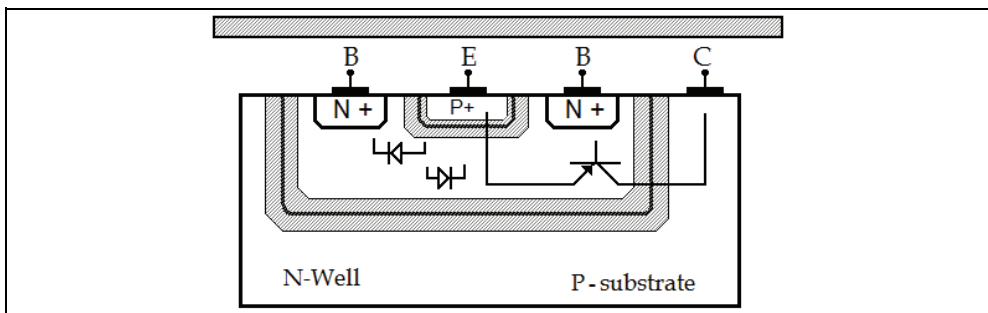 B E B C
N + P+ N +
N-Well P - substrate